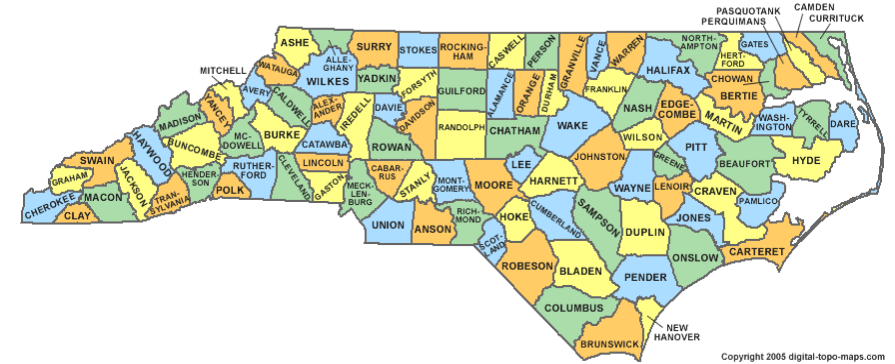 PASQUOTANK
CAMDEN
PERQUIMANS
CURRITUCK
ASHE
ALLE-
GHANY
SURRY
STOKES
ROCKING-
HAM
CASWELL
PERSON
GRANVILLE
VANCE
WARREN
NORTH-
AMPTON
GATES
HERT-
FORD
MITCHELL
WATAUGA
WILKES
YADKIN
FORSYTH
GUILFORD
ALAMANCE
ORANGE
DURHAM
FRANKLIN
HALIFAX
CHOWAN
BERTIE
AVERY
CALDWELL
ALEX-
ANDER
IREDELL
DAVIE
DAVIDSON
RANDOLPH
CHATHAM
WAKE
NASH
EDGE-
COMBE
MARTIN
WASH-
INGTON
TYRRELL
DARE
MADISON
YANCEY
MC-
DOWELL
BURKE
CATAWBA
ROWAN
WILSON
PITT
BEAUFORT
HYDE
SWAIN
HAYWOOD
BUNCOMBE
RUTHER-
FORD
CLEVELAND
LINCOLN
GASTON
CABAR-
RUS
STANLY
MONT-
GOMERY
MOORE
LEE
HARNETT
JOHNSTON
GREENE
WAYNE
LENOIR
CRAVEN
PAMLICO
GRAHAM
JACKSON
HENDER-
SON
TRAN-
SYLVANIA
POLK
CHEROKEE
MACON
CLAY
MECK-
LEN-
BURG
UNION
ANSON
RICH-
MOND
SCOT-
LAND
HOKE
CUMBERLAND
SAMPSON
DUPLIN
JONES
ONSLOW
CARTERET
ROBESON
BLADEN
PENDER
COLUMBUS
BRUNSWICK
NEW
HANOVER
Copyright 2005 digital-topo-maps.com